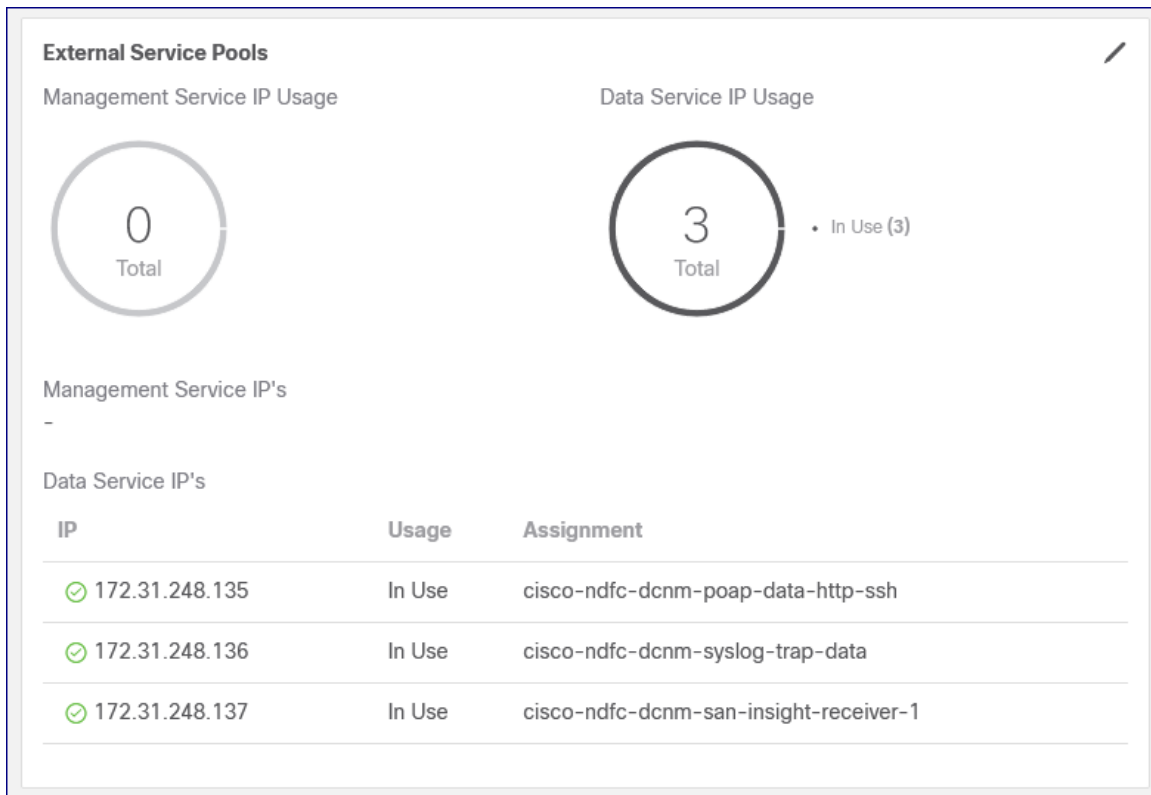 External Service Pools
Management Service IP Usage
Data Service IP Usage
0
Total
3
Total
In Use (3)
Management Service IP's
-
Data Service IP's
IP Usage Assignment
172.31.248.135 In Use cisco-ndfc-dcnm-poap-data-http-ssh
172.31.248.136 In Use cisco-ndfc-dcnm-syslog-trap-data
172.31.248.137 In Use cisco-ndfc-dcnm-san-insight-receiver-1